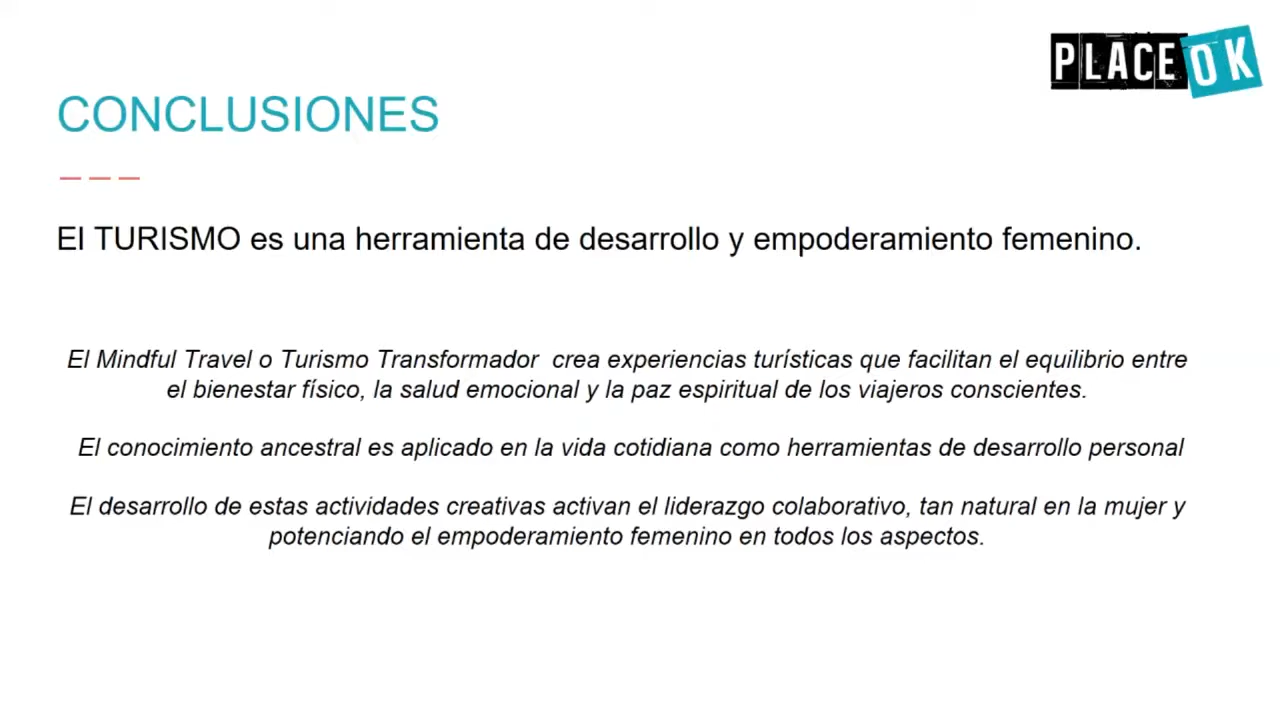 PLACE OK
CONCLUSIONES
El TURISMO es una herramienta de desarrollo y empoderamiento femenino.
El Mindful Travel o Turismo Transformador crea experiencias turísticas que facilitan el equilibrio entre
el bienestar físico, la salud emocional y la paz espiritual de los viajeros conscientes.
El conocimiento ancestral es aplicado en la vida cotidiana como herramientas de desarrollo personal
El desarrollo de estas actividades creativas activan el liderazgo colaborativo, tan natural en la mujer y
potenciando el empoderamiento femenino en todos los aspectos.